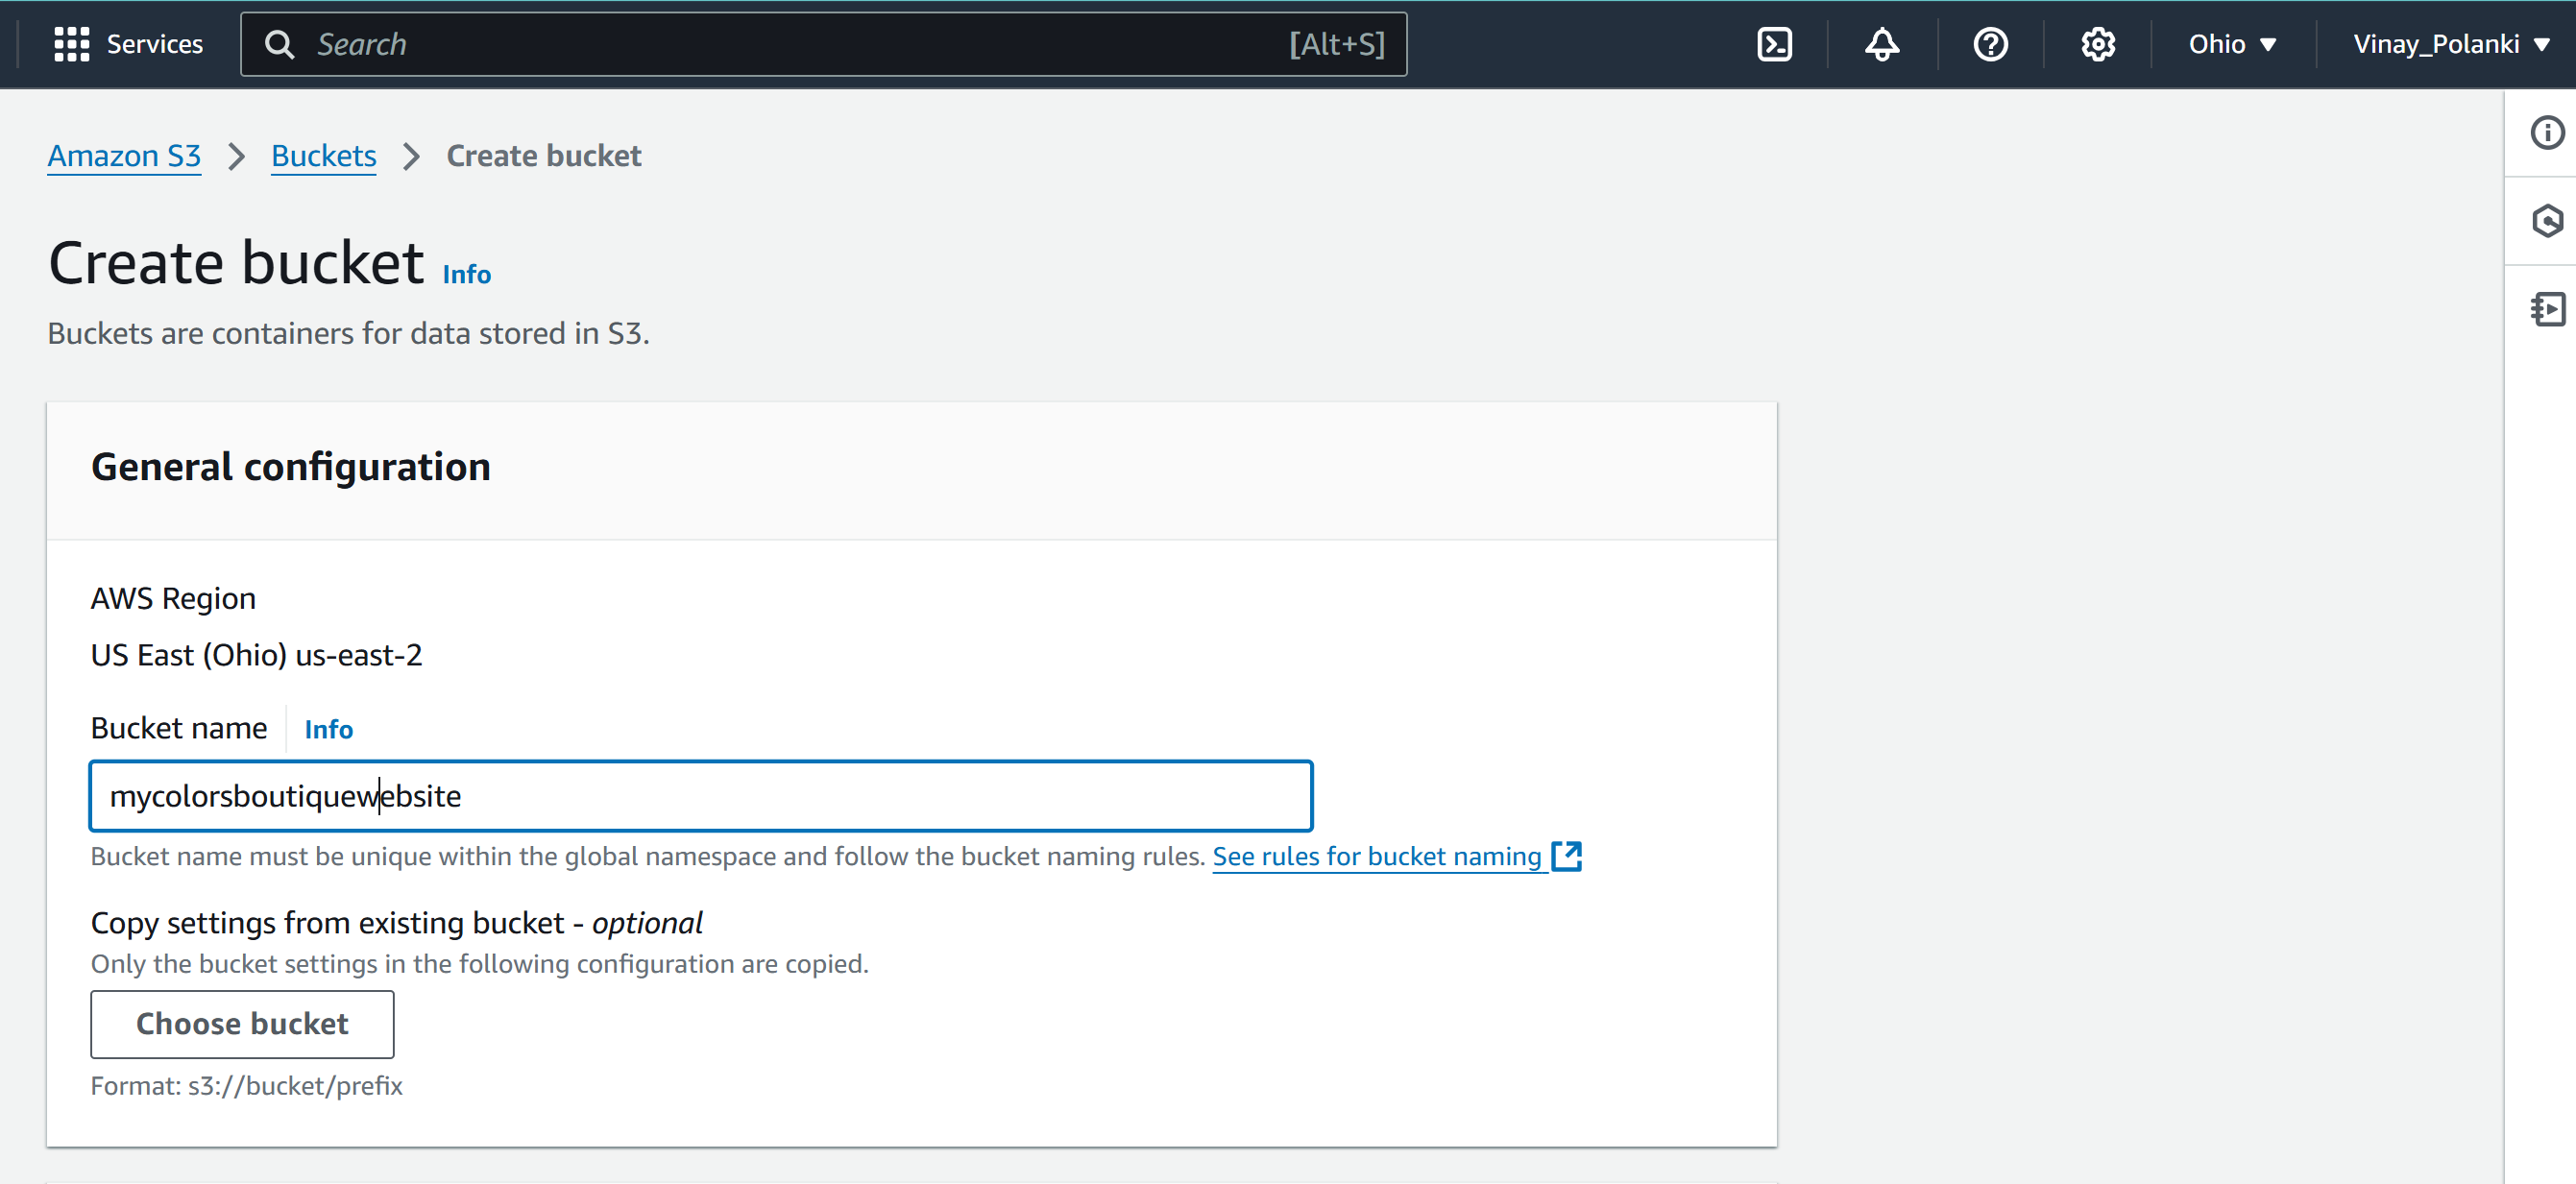 Services Search [Alt+S] Ohio Vinay_Polanki
Amazon S3 Buckets Create bucket
Create bucket Info
Buckets are containers for data stored in S3.
General configuration
AWS Region
US East (Ohio) us-east-2
Bucket name Info
mycolorsboutiquewebsite
Bucket name must be unique within the global namespace and follow the bucket naming rules. See rules for bucket naming
Copy settings from existing bucket - optional
Only the bucket settings in the following configuration are copied.
Choose bucket
Format: s3://bucket/prefix